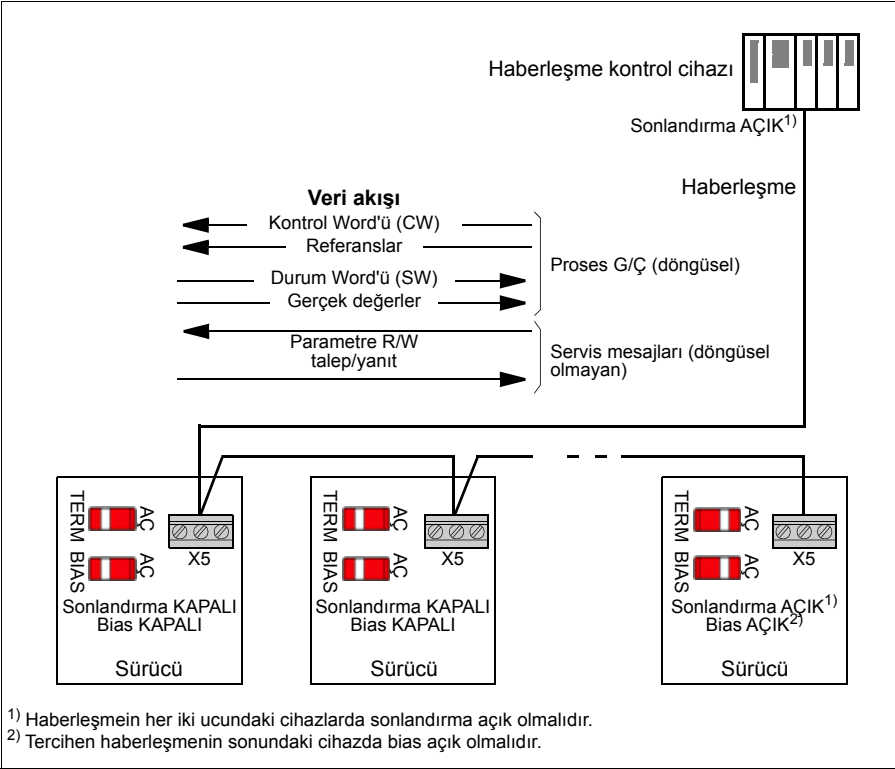 Haberleşme kontrol cihazı
Sonlandırma AÇIK1)
Haberleşme
Veri akışı
Kontrol Word'ü (CW)
Referanslar
Durum Word'ü (SW)
Gerçek değerler
Proses G/Ç (döngüsel)
Parametre R/W
talep/yanıt
Servis mesajları (döngüsel
olmayan)
TERM
AÇ
BIAS
AÇ
X5
Sonlandırma KAPALI
Bias KAPALI
Sürücü
TERM
AÇ
BIAS
AÇ
X5
Sonlandırma KAPALI
Bias KAPALI
Sürücü
TERM
AÇ
BIAS
AÇ
X5
Sonlandırma AÇIK1)
Bias AÇIK2)
Sürücü
1) Haberleşmein her iki ucundaki cihazlarda sonlandırma açık olmalıdır.
2) Tercihen haberleşmenin sonundaki cihazda bias açık olmalıdır.